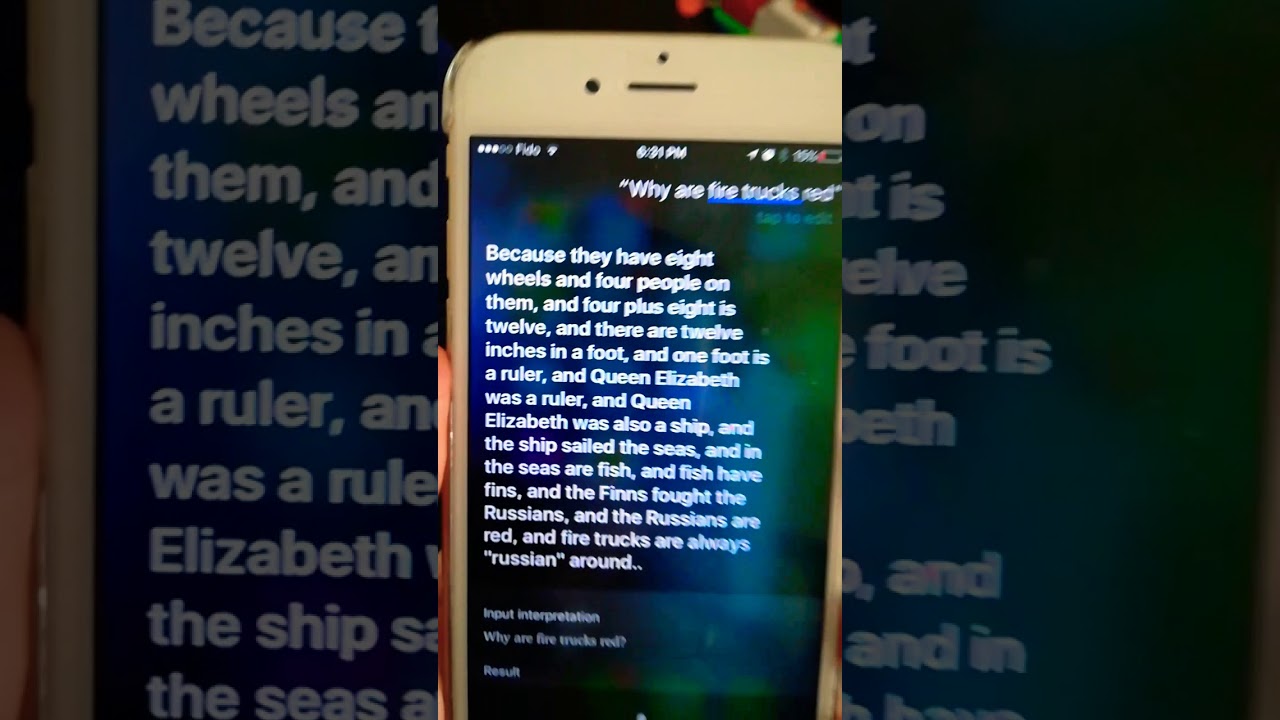 Fido 6:31 PM
"Why are fire trucks red"
tap to edit
Because they have eight
wheels and four people on
them, and four plus eight is
twelve, and there are twelve
inches in a foot, and one foot is
a ruler, and Queen Elizabeth
was a ruler, and Queen
Elizabeth was also a ship, and
the ship sailed the seas, and in
the seas are fish, and fish have
fins, and the Finns fought the
Russians, and the Russians are
red, and fire trucks are always
"russian" around..
Input interpretation
Why are fire trucks red?
Result